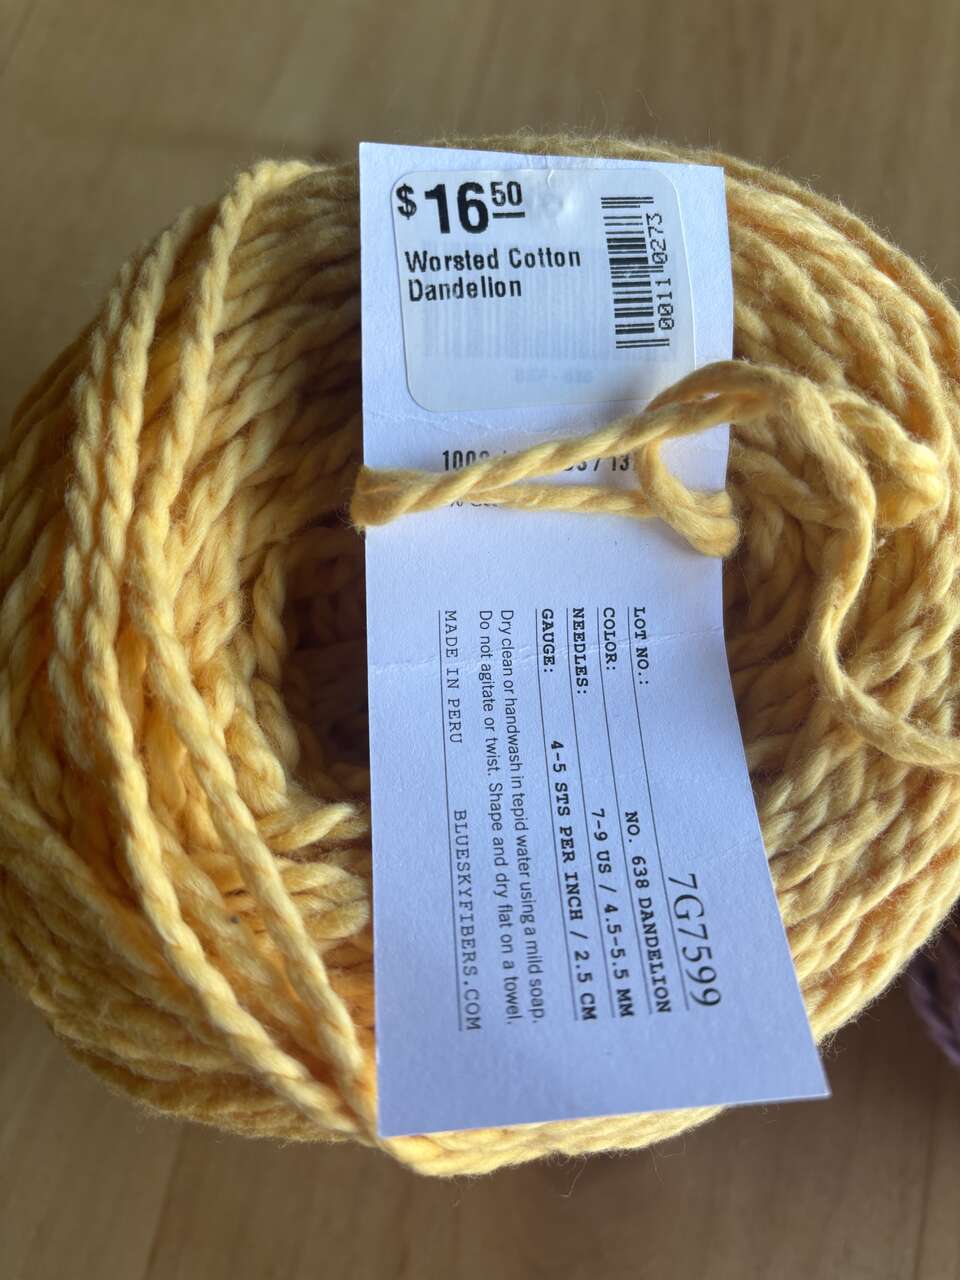 $16 50
Worsted Cotton
Dandelion
0011 0273
LOT NO.: 7G7599
COLOR: NO. 638 DANDELION
NEEDLES: 7-9 US / 4.5-5.5 MM
GAUGE: 4-5 STS PER INCH / 2.5 CM
Dry clean or handwash in tepid water using a mild soap.
Do not agitate or twist. Shape and dry flat on a towel.
MADE IN PERU BLUESKYFIBERS.COM